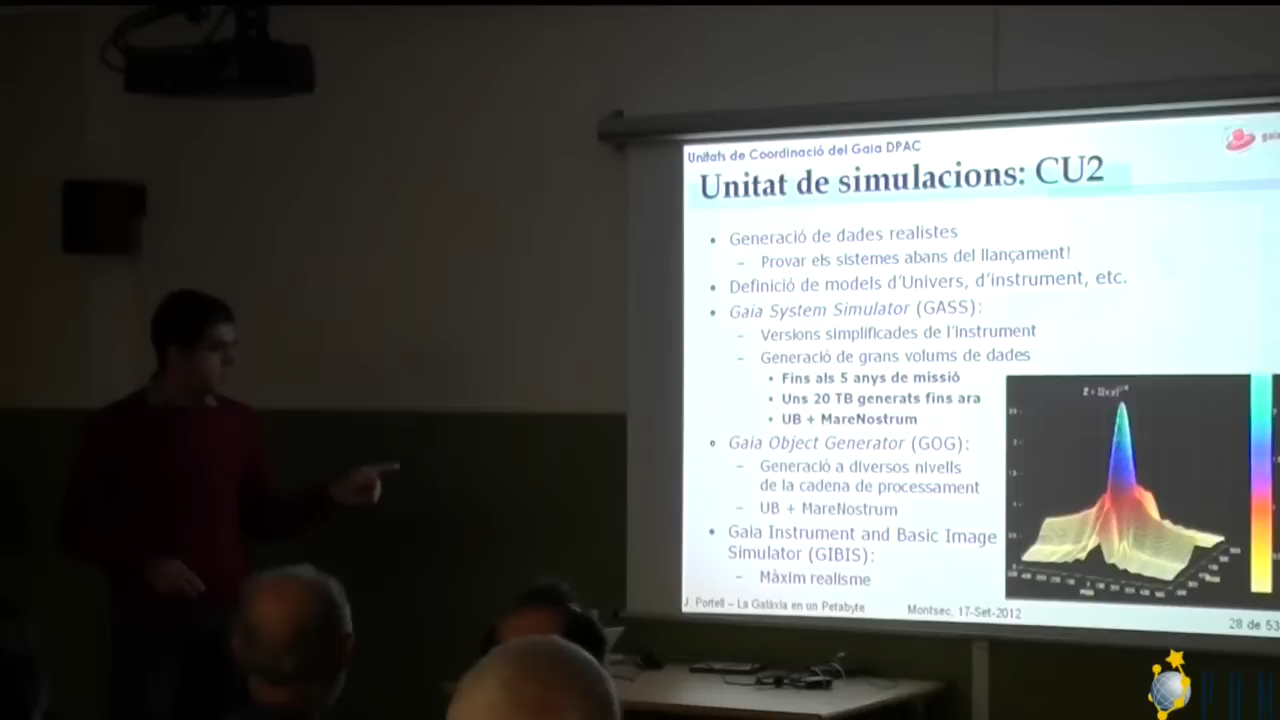 Unitats de Coordinació del Gaia DPAC
gaia
Unitat de simulacions: CU2
• Generació de dades realistes
– Provar els sistemes abans del llançament!
• Definició de models d'Univers, d'instrument, etc.
• Gaia System Simulator (GASS):
– Versions simplificades de l'Instrument
– Generació de grans volums de dades
• Fins als 5 anys de missió
• Uns 20 TB generats fins ara
• UB + MareNostrum
• Gaia Object Generator (GOG):
– Generació a diversos nivells
de la cadena de processament
– UB + MareNostrum
• Gaia Instrument and Basic Image
Simulator (GIBIS):
– Màxim realisme
J. Portell – La Galàxia en un Petabyte
Montsec, 17-Set-2012
28 de 53